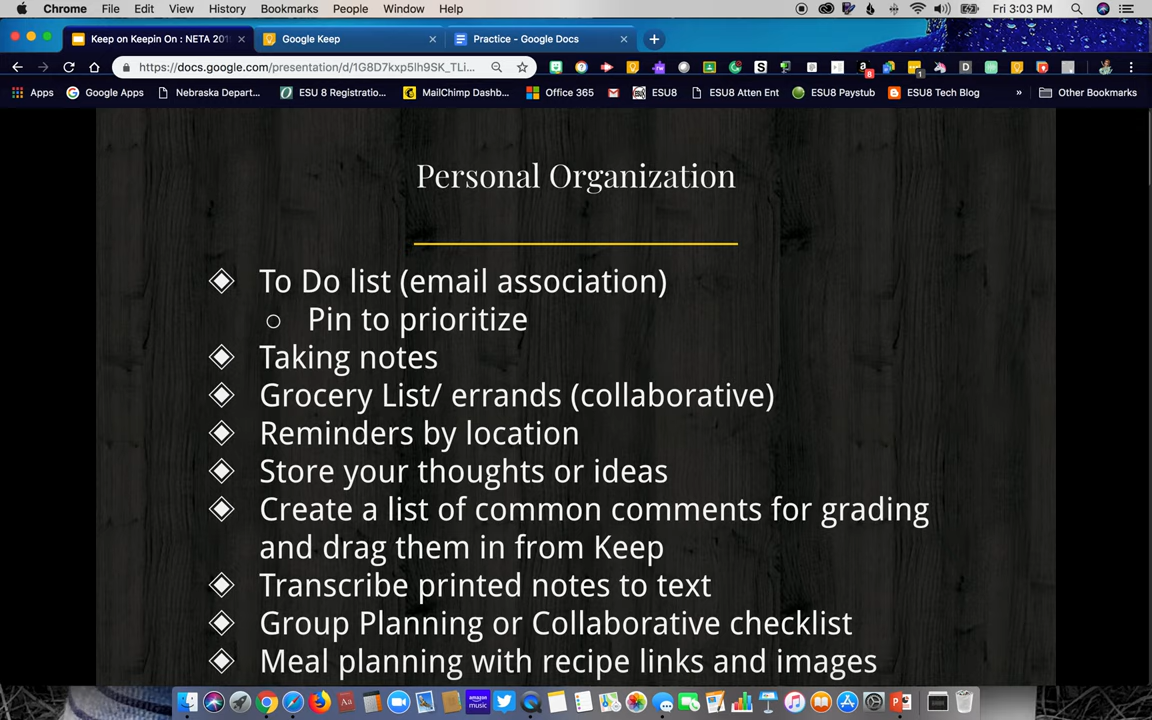 Chrome File Edit View History Bookmarks People Window Help Fri 3:03 PM
Keep on Keepin On : NETA 201 Google Keep Practice - Google Docs
https://docs.google.com/presentation/d/1G8D7kxp5lh9SK_TLi...
Apps Google Apps Nebraska Depart... ESU 8 Registratio... MailChimp Dashb... Office 365 ESU8 ESU8 Atten Ent ESU8 Paystub ESU8 Tech Blog » Other Bookmarks
Personal Organization
To Do list (email association)
Pin to prioritize
Taking notes
Grocery List/ errands (collaborative)
Reminders by location
Store your thoughts or ideas
Create a list of common comments for grading
and drag them in from Keep
Transcribe printed notes to text
Group Planning or Collaborative checklist
Meal planning with recipe links and images